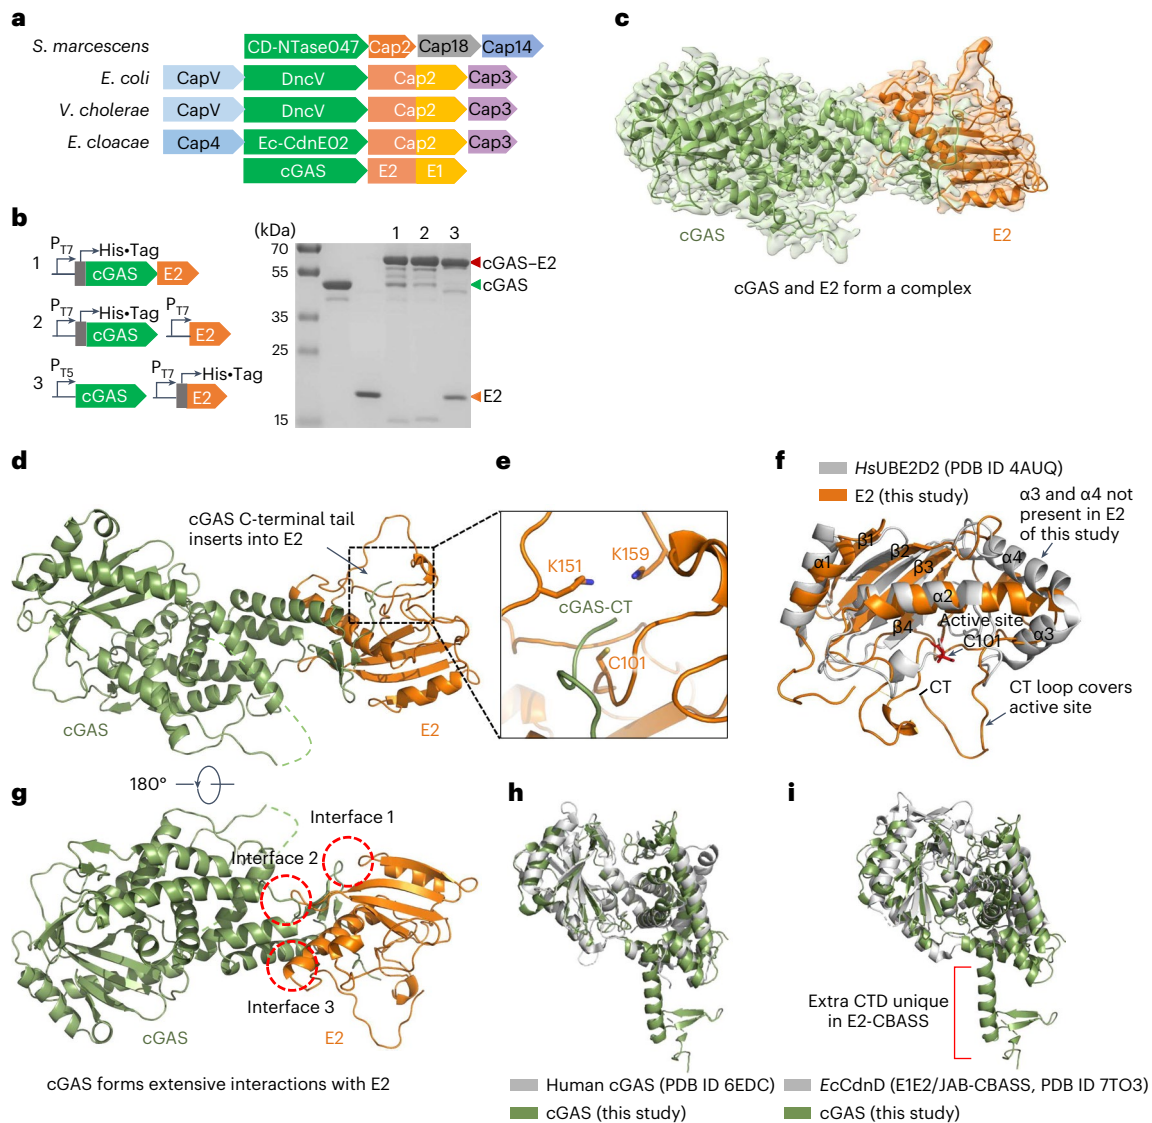 a
S. marcescens
CD-NTase047
Cap2
Cap18
Cap14
E. coli
CapV
DncV
Cap2
Cap3
V. cholerae
CapV
DncV
Cap2
Cap3
E. cloacae
Cap4
Ec-CdnE02
Cap2
Cap3
cGAS
E2
E1
b
1
PT7
His•Tag
cGAS
E2
2
PT7
His•Tag
cGAS
PT7
E2
3
PT5
cGAS
PT7
His•Tag
E2
(kDa)
1
2
3
70
55
35
25
15
cGAS–E2
cGAS
E2
c
cGAS
E2
cGAS and E2 form a complex
d
cGAS C-terminal tail
inserts into E2
cGAS
E2
180°
e
K151
K159
cGAS-CT
C101
f
HsUBE2D2 (PDB ID 4AUQ)
E2 (this study)
α3 and α4 not
present in E2
of this study
β1
β2
β3
α1
α4
α2
β4
Active site
C101
α3
CT
CT loop covers
active site
g
Interface 1
Interface 2
Interface 3
cGAS
E2
cGAS forms extensive interactions with E2
h
Human cGAS (PDB ID 6EDC)
cGAS (this study)
i
Extra CTD unique
in E2-CBASS
EcCdnD (E1E2/JAB-CBASS, PDB ID 7TO3)
cGAS (this study)